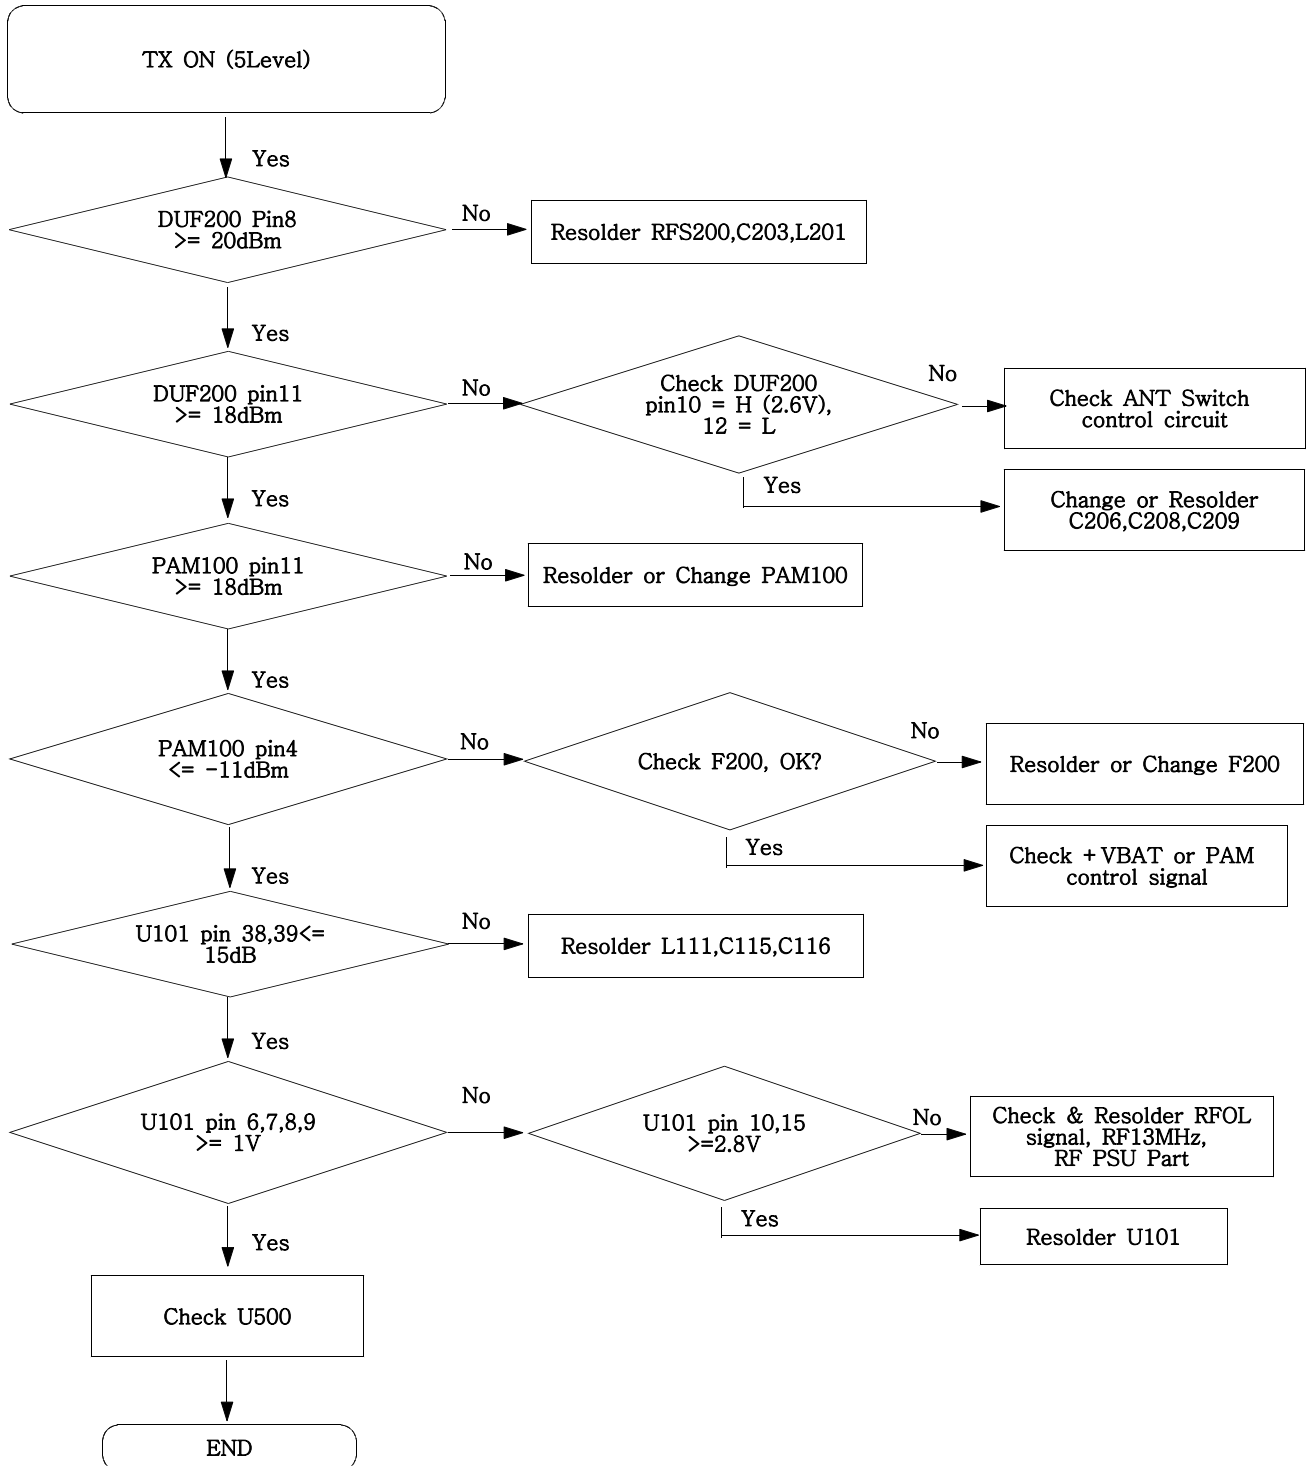 TX ON (5Level)
Yes
DUF200 Pin8
>= 20dBm
No
Resolder RFS200,C203,L201
Yes
DUF200 pin11
>= 18dBm
No
Check DUF200
pin10 = H (2.6V),
12 = L
No
Check ANT Switch
control circuit
Yes
Change or Resolder
C206,C208,C209
Yes
PAM100 pin11
>= 18dBm
No
Resolder or Change PAM100
Yes
PAM100 pin4
<= -11dBm
No
Check F200, OK?
No
Resolder or Change F200
Yes
Check +VBAT or PAM
control signal
Yes
U101 pin 38,39<=
15dB
No
Resolder L111,C115,C116
Yes
U101 pin 6,7,8,9
>= 1V
No
U101 pin 10,15
>=2.8V
No
Check & Resolder RFOL
signal, RF13MHz,
RF PSU Part
Yes
Resolder U101
Yes
Check U500
END